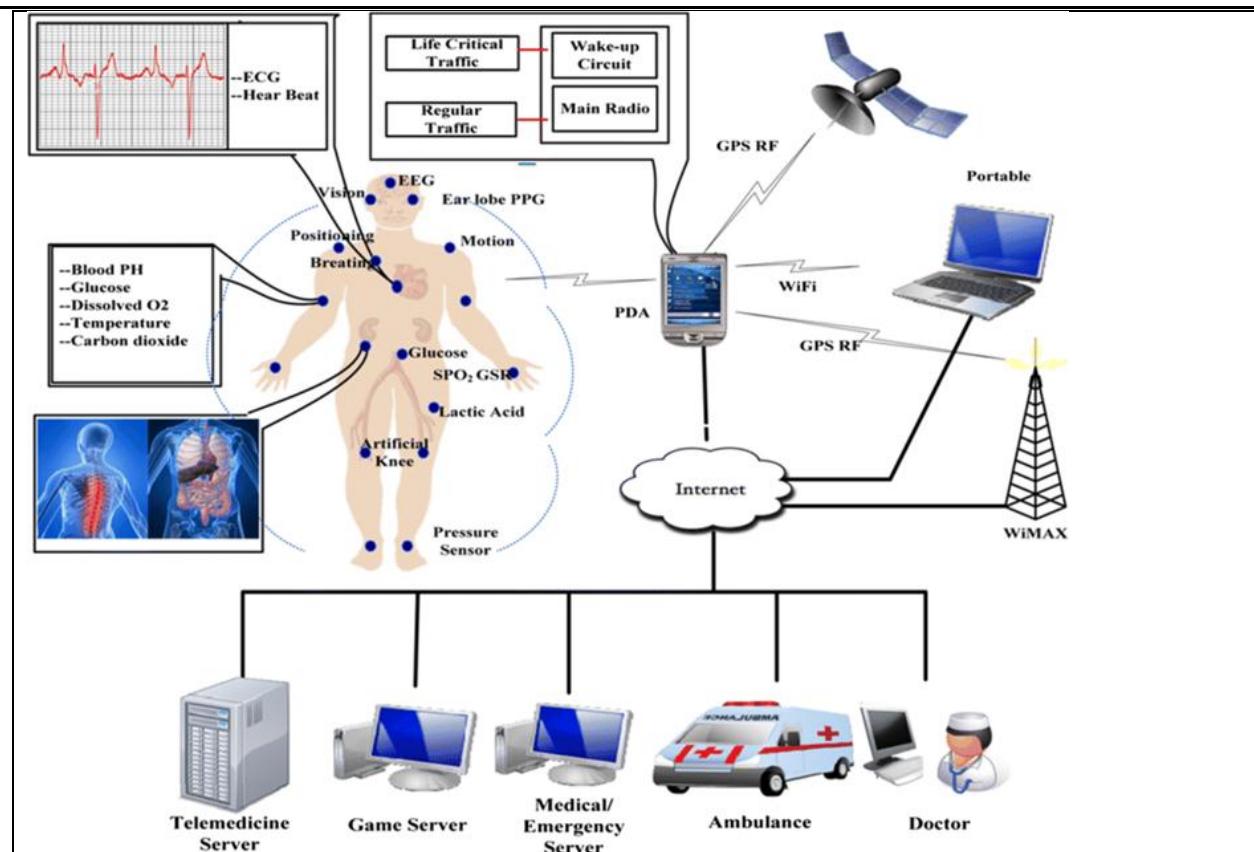 --ECG
--Hear Beat
Life Critical
Traffic
Wake-up
Circuit
Regular
Traffic
Main Radio
GPS RF
Portable
EEG
Vision
Ear lobe PPG
Positioning
Motion
Breating
--Blood PH
--Glucose
--Dissolved O2
--Temperature
--Carbon dioxide
PDA
WiFi
GPS RF
Glucose
SPO₂ GSR
Lactic Acid
Artificial
Knee
Internet
Pressure
Sensor
WiMAX
AMBULANCE
Telemedicine
Server
Game Server
Medical/
Emergency
Server
Ambulance
Doctor